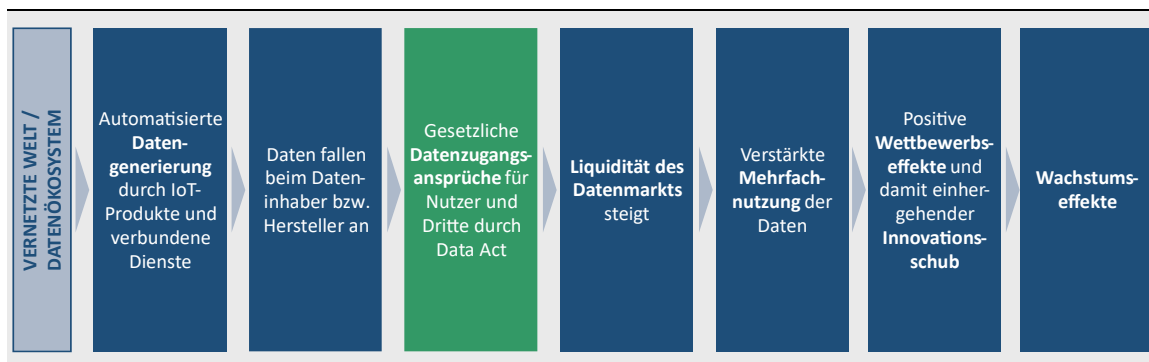 VERNETZTE WELT /
DATENÖKOSYSTEM
Automatisierte
Daten-
generierung
durch IoT-
Produkte und
verbundene
Dienste
Daten fallen
beim Daten-
inhaber bzw.
Hersteller an
Gesetzliche
Datenzugangs-
ansprüche für
Nutzer und
Dritte durch
Data Act
Liquidität des
Datenmarkts
steigt
Verstärkte
Mehrfach-
nutzung der
Daten
Positive
Wettbewerbs-
effekte und
damit einher-
gehender
Innovations-
schub
Wachstums-
effekte